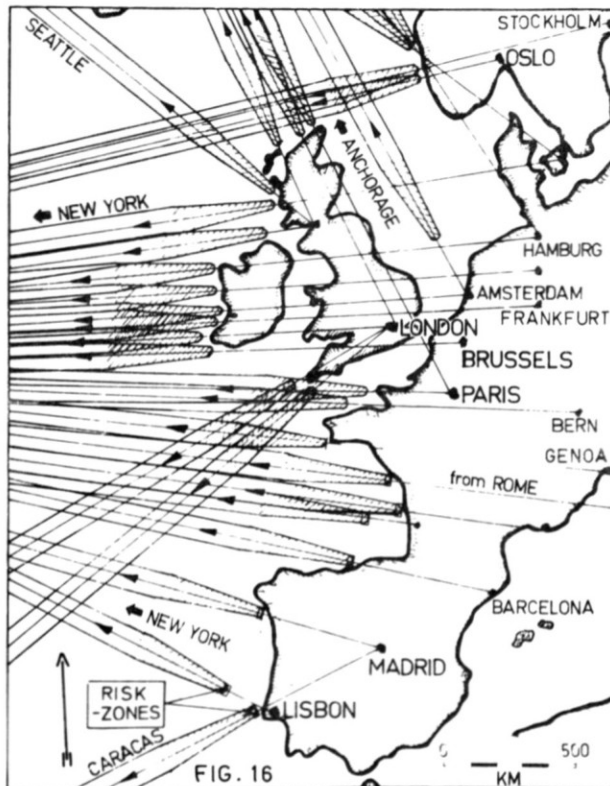 STOCKHOLM
SEATTLE
OSLO
ANCHORAGE
NEW YORK
HAMBURG
AMSTERDAM
FRANKFURT
LONDON
BRUSSELS
PARIS
BERN
GENOA
from ROME
BARCELONA
NEW YORK
MADRID
RISK
-ZONES
LISBON
CARACAS
0 500
KM
FIG. 16